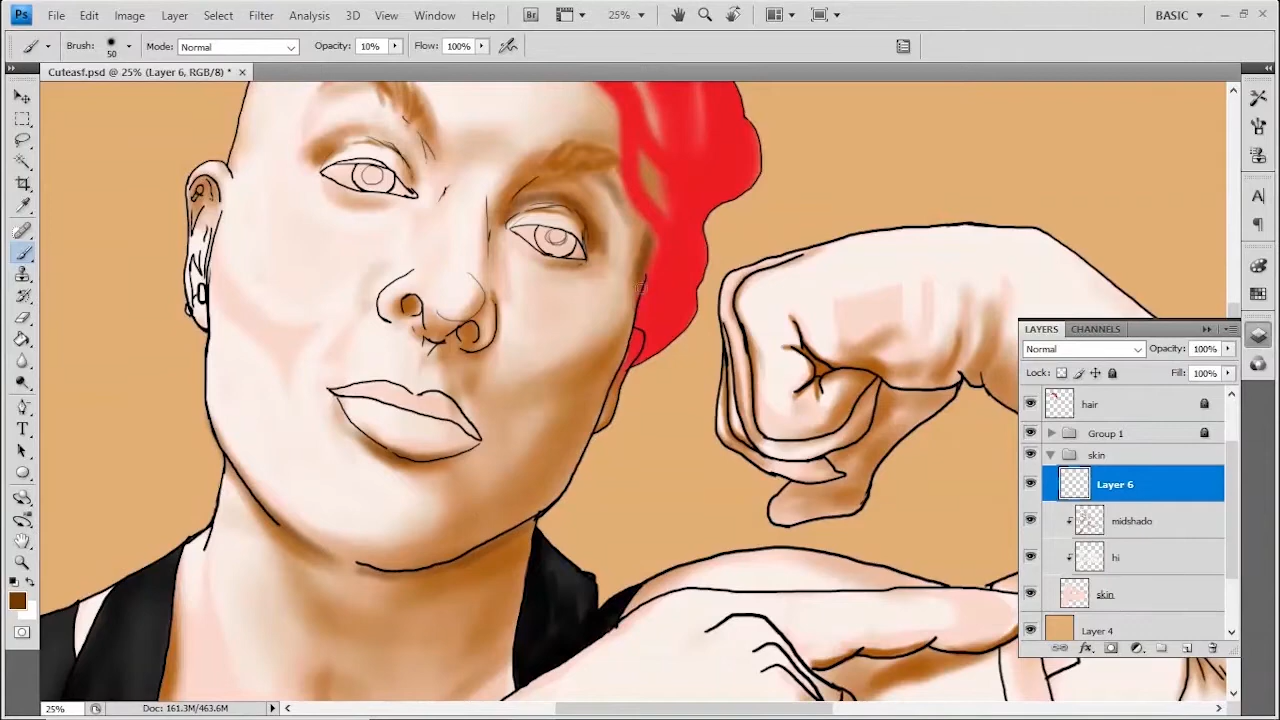 Ps File Edit Image Layer Select Filter Analysis 3D View Window Help Br 25% BASIC
Brush: 50 Mode: Normal Opacity: 10% Flow: 100%
Cuteasf.psd @ 25% (Layer 6, RGB/8) *
LAYERS CHANNELS
Normal Opacity: 100%
Lock: Fill: 100%
hair
Group 1
skin
Layer 6
midshado
hi
skin
Layer 4
fx
25% Doc: 161.3M/463.6M